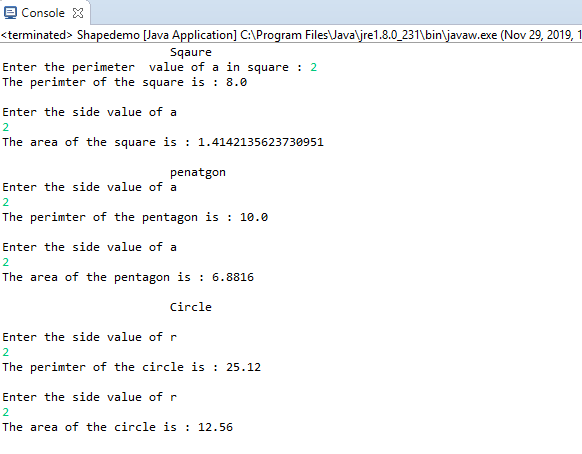 Console
<terminated> Shapedemo [Java Application] C:\Program Files\Java\jre1.8.0_231\bin\javaw.exe (Nov 29, 2019, 1
Sqaure
Enter the perimeter  value of a in square : 2
The perimter of the square is : 8.0
Enter the side value of a
2
The area of the square is : 1.4142135623730951
penatgon
Enter the side value of a
2
The perimter of the pentagon is : 10.0
Enter the side value of a
2
The area of the pentagon is : 6.8816
Circle
Enter the side value of r
2
The perimter of the circle is : 25.12
Enter the side value of r
2
The area of the circle is : 12.56